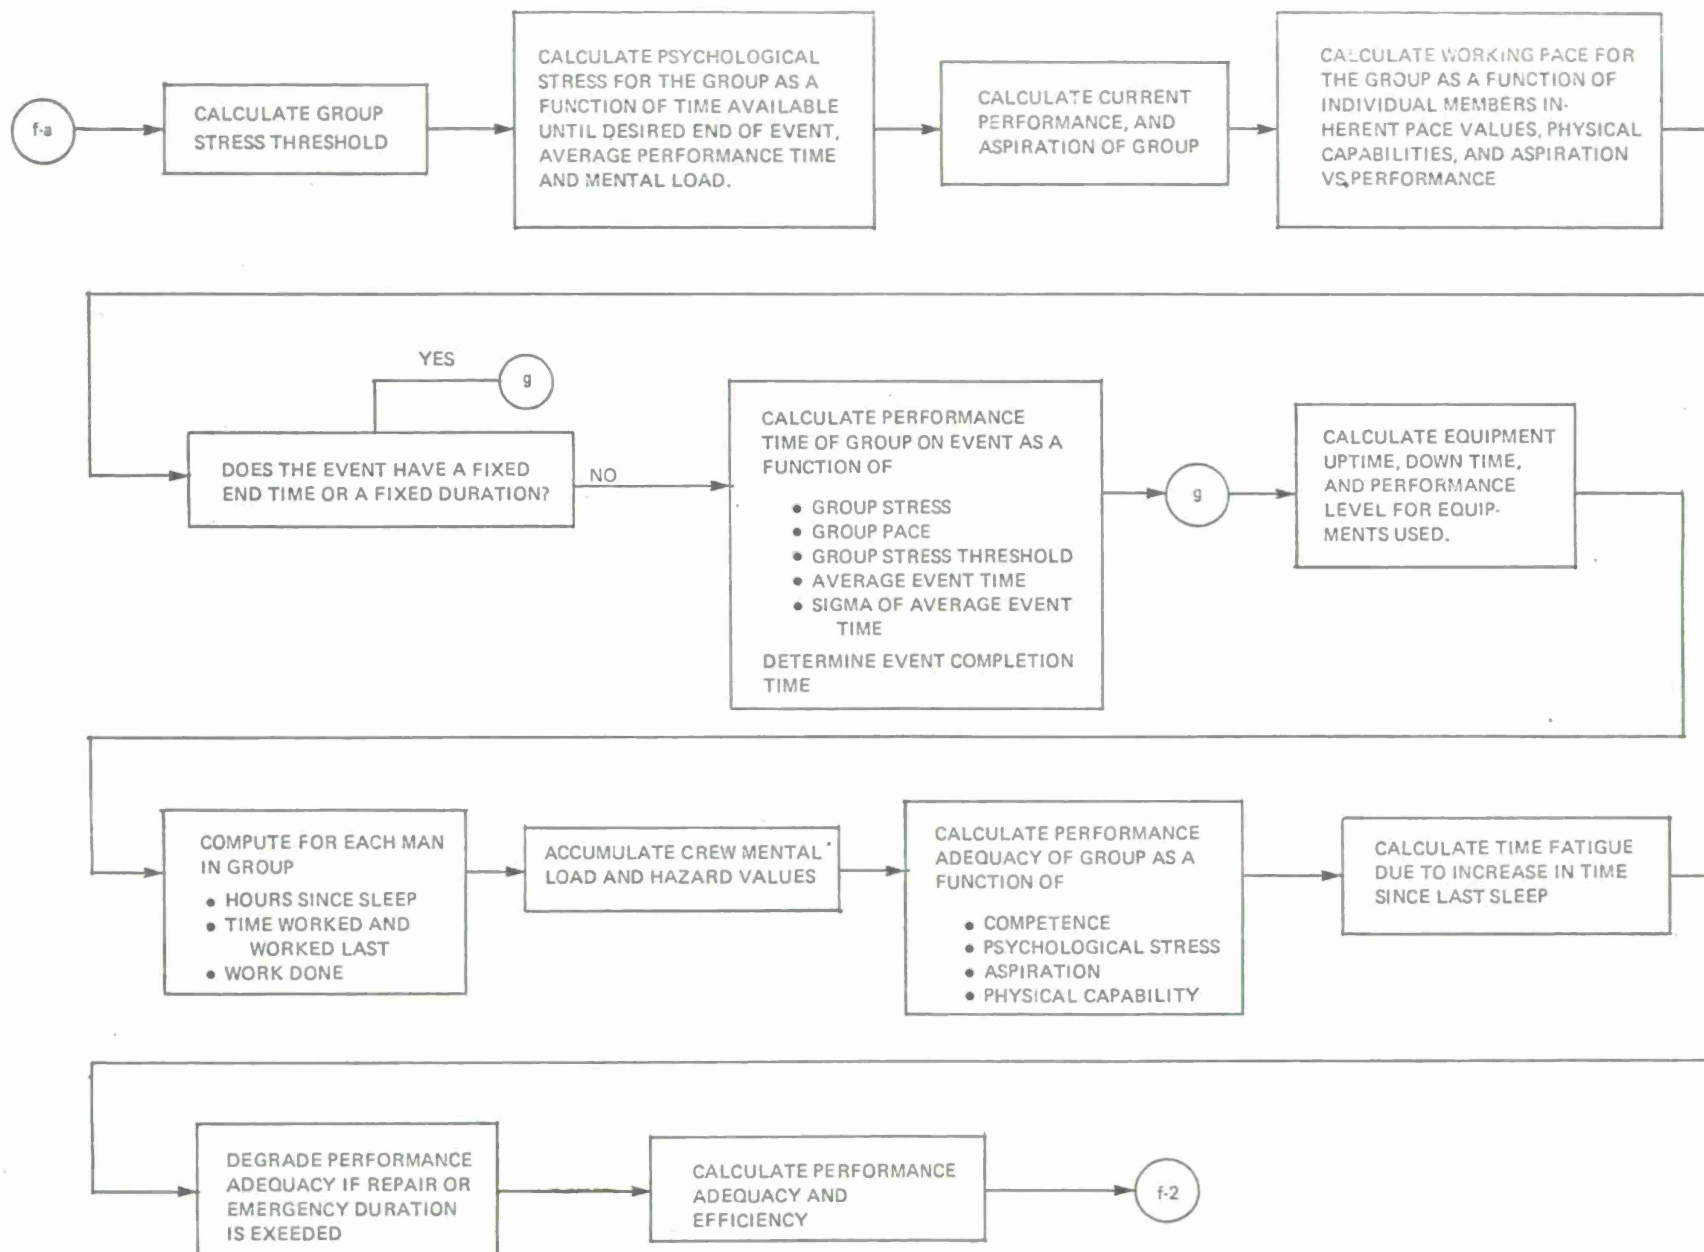 f-a
CALCULATE GROUP
STRESS THRESHOLD
CALCULATE PSYCHOLOGICAL
STRESS FOR THE GROUP AS A
FUNCTION OF TIME AVAILABLE
UNTIL DESIRED END OF EVENT,
AVERAGE PERFORMANCE TIME
AND MENTAL LOAD.
CALCULATE CURRENT
PERFORMANCE, AND
ASPIRATION OF GROUP
CALCULATE WORKING PACE FOR
THE GROUP AS A FUNCTION OF
INDIVIDUAL MEMBERS IN-
HERENT PACE VALUES, PHYSICAL
CAPABILITIES, AND ASPIRATION
VS PERFORMANCE
YES
g
DOES THE EVENT HAVE A FIXED
END TIME OR A FIXED DURATION?
NO
CALCULATE PERFORMANCE
TIME OF GROUP ON EVENT AS A
FUNCTION OF
• GROUP STRESS
• GROUP PACE
• GROUP STRESS THRESHOLD
• AVERAGE EVENT TIME
• SIGMA OF AVERAGE EVENT
TIME
DETERMINE EVENT COMPLETION
TIME
g
CALCULATE EQUIPMENT
UPTIME, DOWN TIME,
AND PERFORMANCE
LEVEL FOR EQUIP-
MENTS USED.
COMPUTE FOR EACH MAN
IN GROUP
• HOURS SINCE SLEEP
• TIME WORKED AND
WORKED LAST
• WORK DONE
ACCUMULATE CREW MENTAL
LOAD AND HAZARD VALUES
CALCULATE PERFORMANCE
ADEQUACY OF GROUP AS A
FUNCTION OF
• COMPETENCE
• PSYCHOLOGICAL STRESS
• ASPIRATION
• PHYSICAL CAPABILITY
CALCULATE TIME FATIGUE
DUE TO INCREASE IN TIME
SINCE LAST SLEEP
DEGRADE PERFORMANCE
ADEQUACY IF REPAIR OR
EMERGENCY DURATION
IS EXEEDED
CALCULATE PERFORMANCE
ADEQUACY AND
EFFICIENCY
f-2